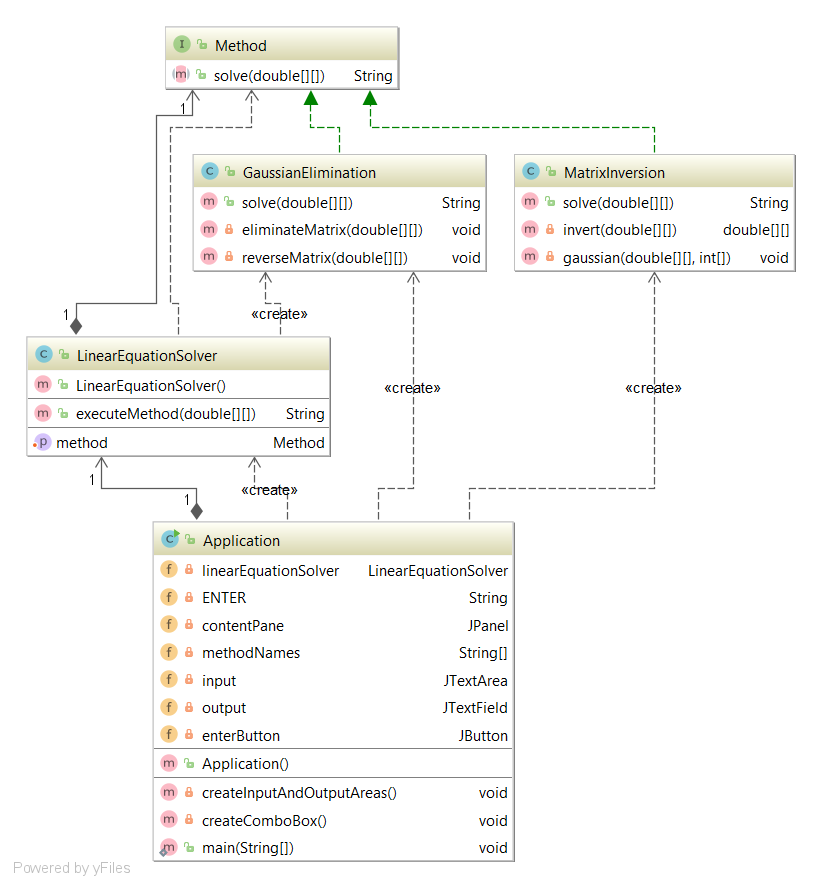 I Method
m solve(double[][]) String
1
C GaussianElimination
m solve(double[][]) String
m eliminateMatrix(double[][]) void
m reverseMatrix(double[][]) void
C MatrixInversion
m solve(double[][]) String
m invert(double[][]) double[][]
m gaussian(double[][], int[]) void
1
«create»
C LinearEquationSolver
m LinearEquationSolver()
m executeMethod(double[][]) String
p method Method
«create»
«create»
1
1
«create»
C Application
f linearEquationSolver LinearEquationSolver
f ENTER String
f contentPane JPanel
f methodNames String[]
f input JTextArea
f output JTextField
f enterButton JButton
m Application()
m createInputAndOutputAreas() void
m createComboBox() void
m main(String[]) void
Powered by yFiles